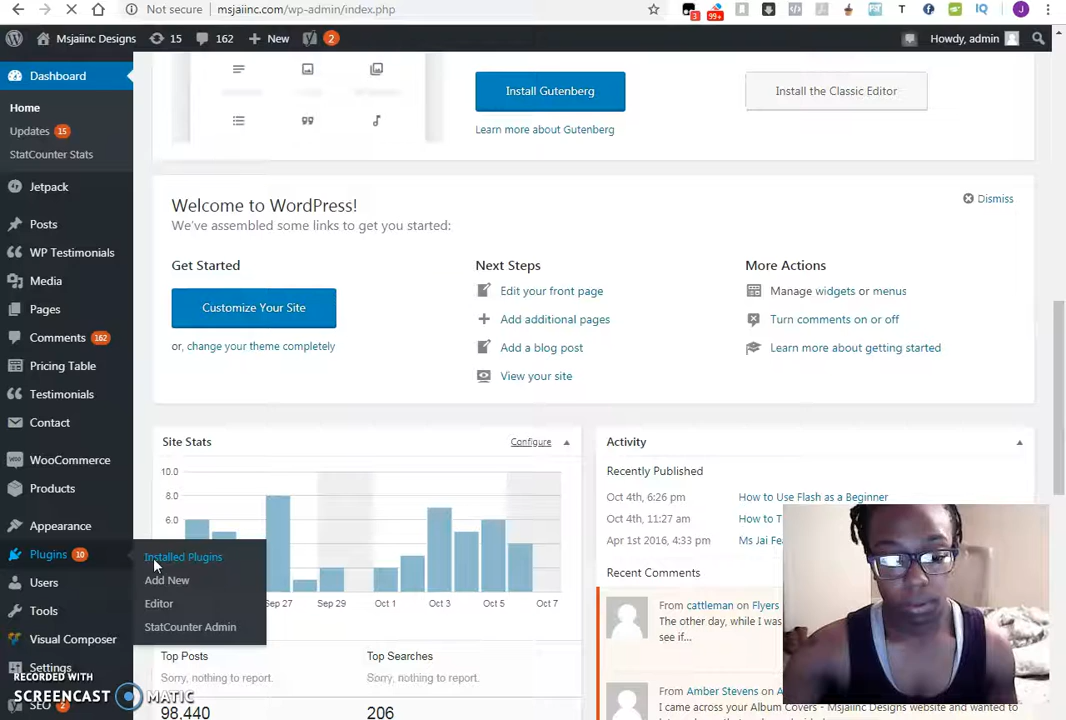 Not secure | msjaiinc.com/wp-admin/index.php
3
99+
T
IQ
J
Msjaiinc Designs
15
162
New
2
Howdy, admin
Dashboard
Home
Updates 15
StatCounter Stats
Jetpack
Posts
WP Testimonials
Media
Pages
Comments 162
Pricing Table
Testimonials
Contact
WooCommerce
Products
Appearance
Plugins 10
Installed Plugins
Add New
Editor
StatCounter Admin
Users
Tools
Visual Composer
Settings
SEO 2
Install Gutenberg
Install the Classic Editor
Learn more about Gutenberg
Welcome to WordPress!
Dismiss
We've assembled some links to get you started:
Get Started
Customize Your Site
or, change your theme completely
Next Steps
Edit your front page
Add additional pages
Add a blog post
View your site
More Actions
Manage widgets or menus
Turn comments on or off
Learn more about getting started
Site Stats
Configure
10.0
8.0
6.0
Sep 27
Sep 29
Oct 1
Oct 3
Oct 5
Oct 7
Top Posts
Top Searches
Sorry, nothing to report.
Sorry, nothing to report.
98,440
206
Activity
Recently Published
Oct 4th, 6:26 pm How to Use Flash as a Beginner
Oct 4th, 11:27 am How to T
Apr 1st 2016, 4:33 pm Ms Jai Fea
Recent Comments
From cattleman on Flyers
The other day, while I was
see if...
From Amber Stevens on A
I came across your Album Covers - Msjaiinc Designs website and wanted to
RECORDED WITH
SCREENCAST MATIC